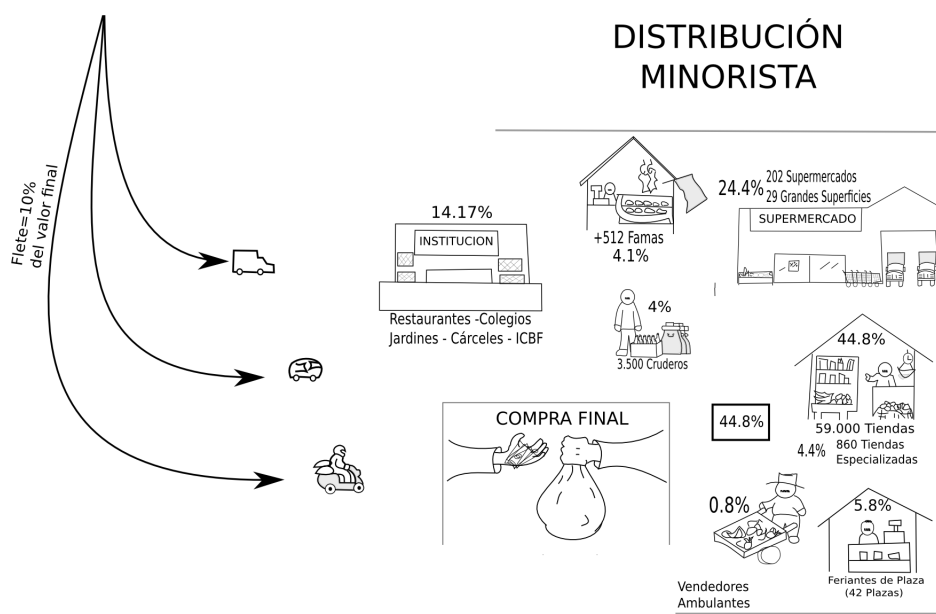 DISTRIBUCIÓN
MINORISTA
Flete=10%
del valor final
14.17%
INSTITUCION
Restaurantes -Colegios
Jardines - Cárceles - ICBF
+512 Famas
4.1%
24.4%
202 Supermercados
29 Grandes Superficies
SUPERMERCADO
4%
3.500 Cruderos
44.8%
59.000 Tiendas
4.4%
860 Tiendas
Especializadas
44.8%
COMPRA FINAL
0.8%
Vendedores
Ambulantes
5.8%
Feriantes de Plaza
(42 Plazas)